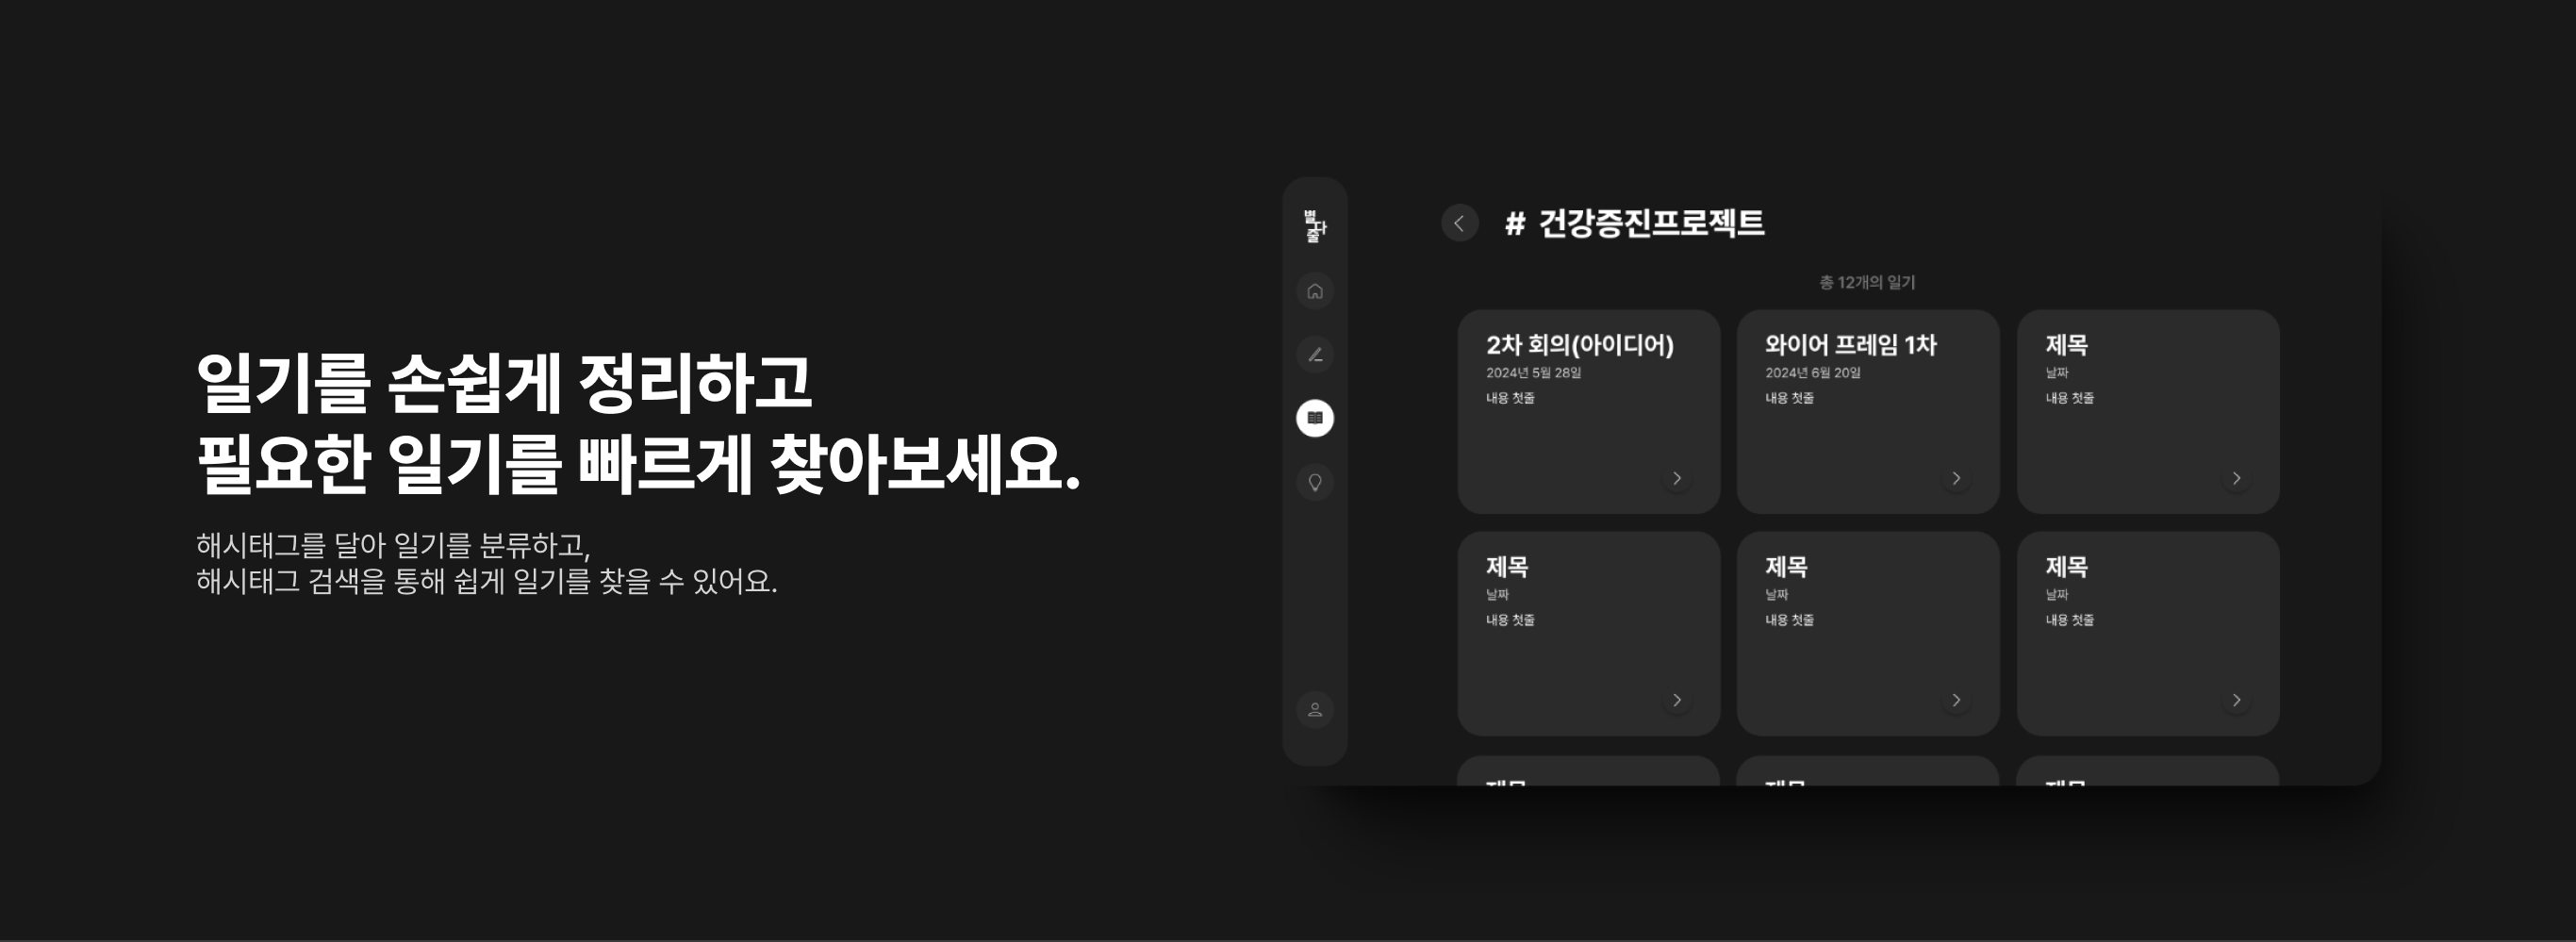 일기를 손쉽게 정리하고
필요한 일기를 빠르게 찾아보세요.
해시태그를 달아 일기를 분류하고,
해시태그 검색을 통해 쉽게 일기를 찾을 수 있어요.
별
다
줄
# 건강증진프로젝트
총 12개의 일기
2차 회의(아이디어)
2024년 5월 28일
내용 첫줄
와이어 프레임 1차
2024년 6월 20일
내용 첫줄
제목
날짜
내용 첫줄
제목
날짜
내용 첫줄
제목
날짜
내용 첫줄
제목
날짜
내용 첫줄
제목
제목
제목